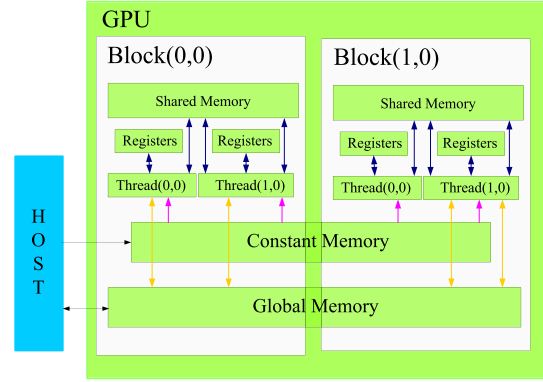 GPU
Block(0,0)
Block(1,0)
Shared Memory
Shared Memory
Registers
Registers
Registers
Registers
Thread(0,0)
Thread(1,0)
Thread(0,0)
Thread(1,0)
HOST
Constant Memory
Global Memory